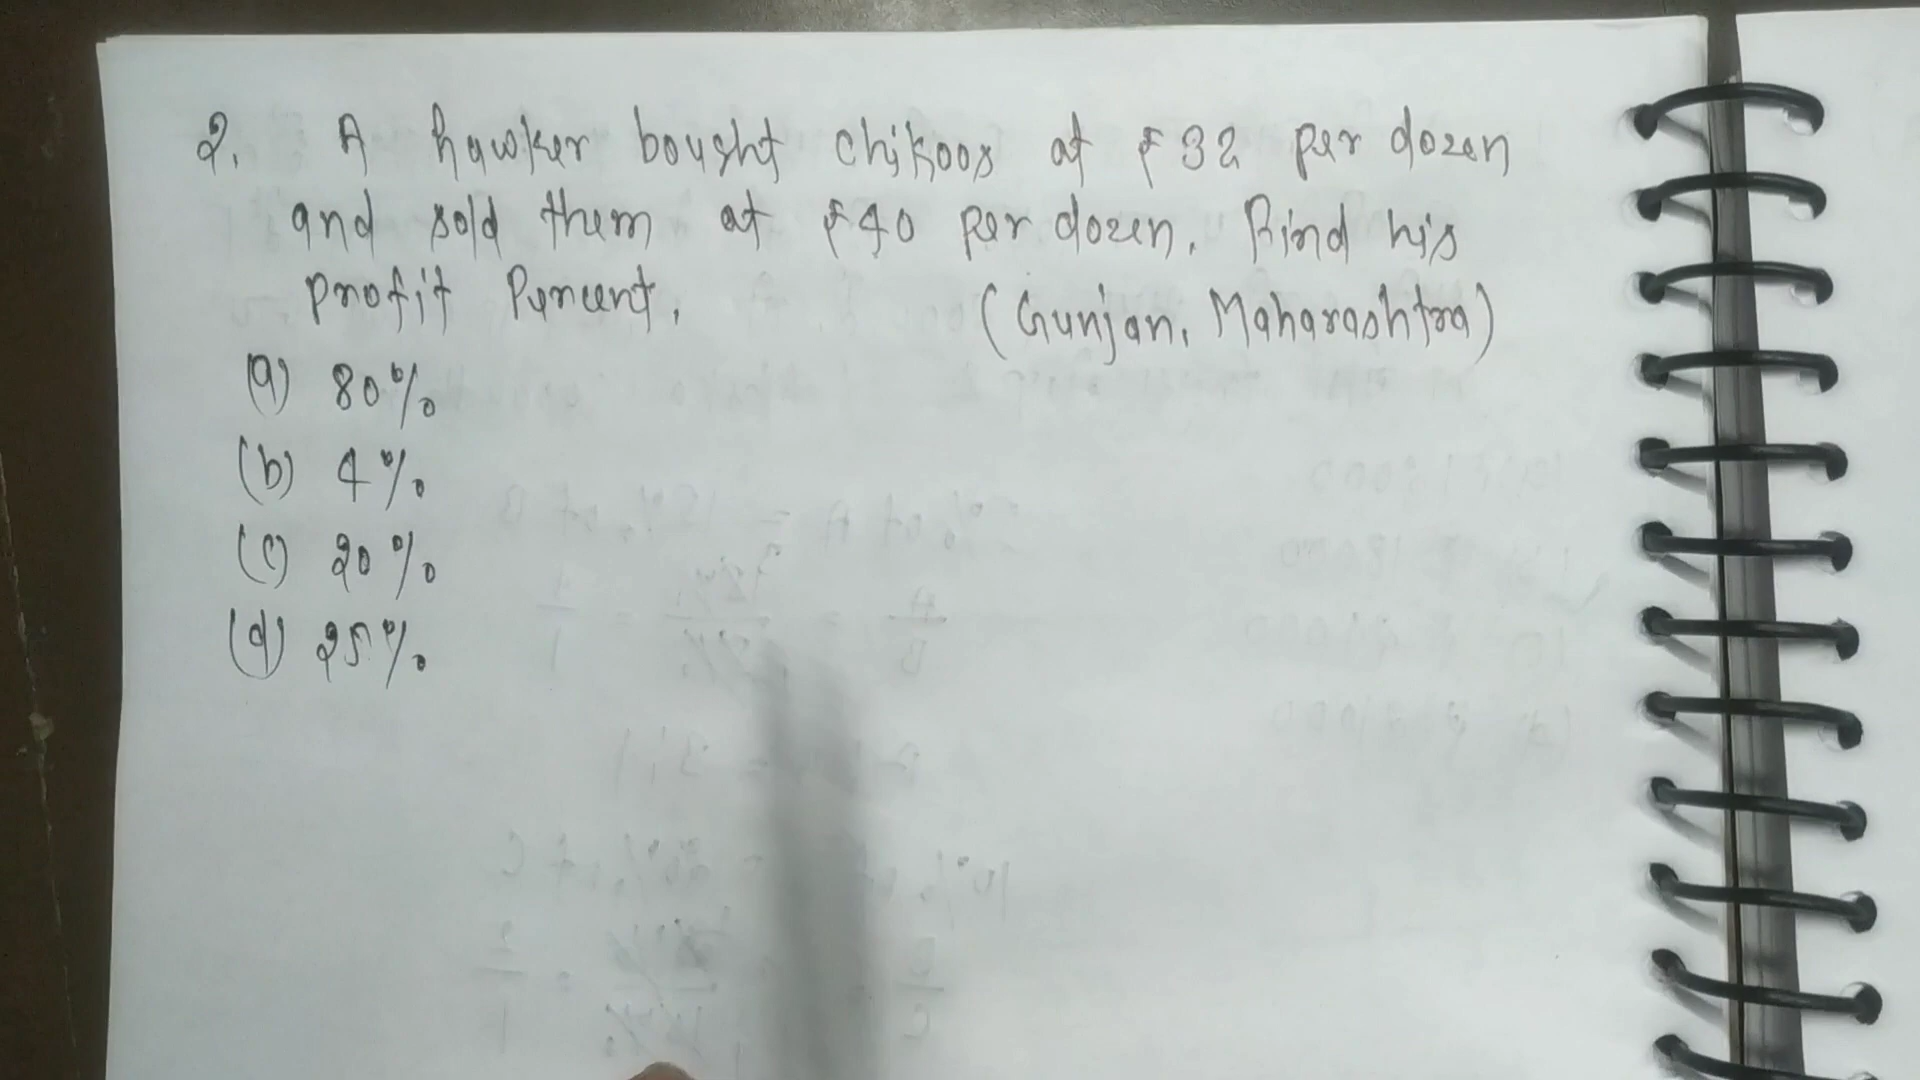 2. A hawker bought chikoos at ₹32 per dozen
and sold them at ₹40 per dozen. Find his
profit Percent.
(Gunjan, Maharashtra)
(a) 80%
(b) 4%
(c) 20%
(d) 25%